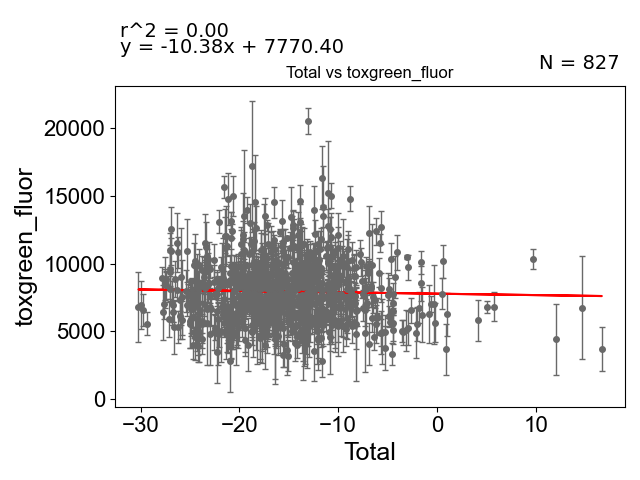 r^2 = 0.00
y = -10.38x + 7770.40
N = 827
Total vs toxgreen_fluor
20000
15000
10000
5000
0
toxgreen_fluor
−30 −20 −10 0 10
Total